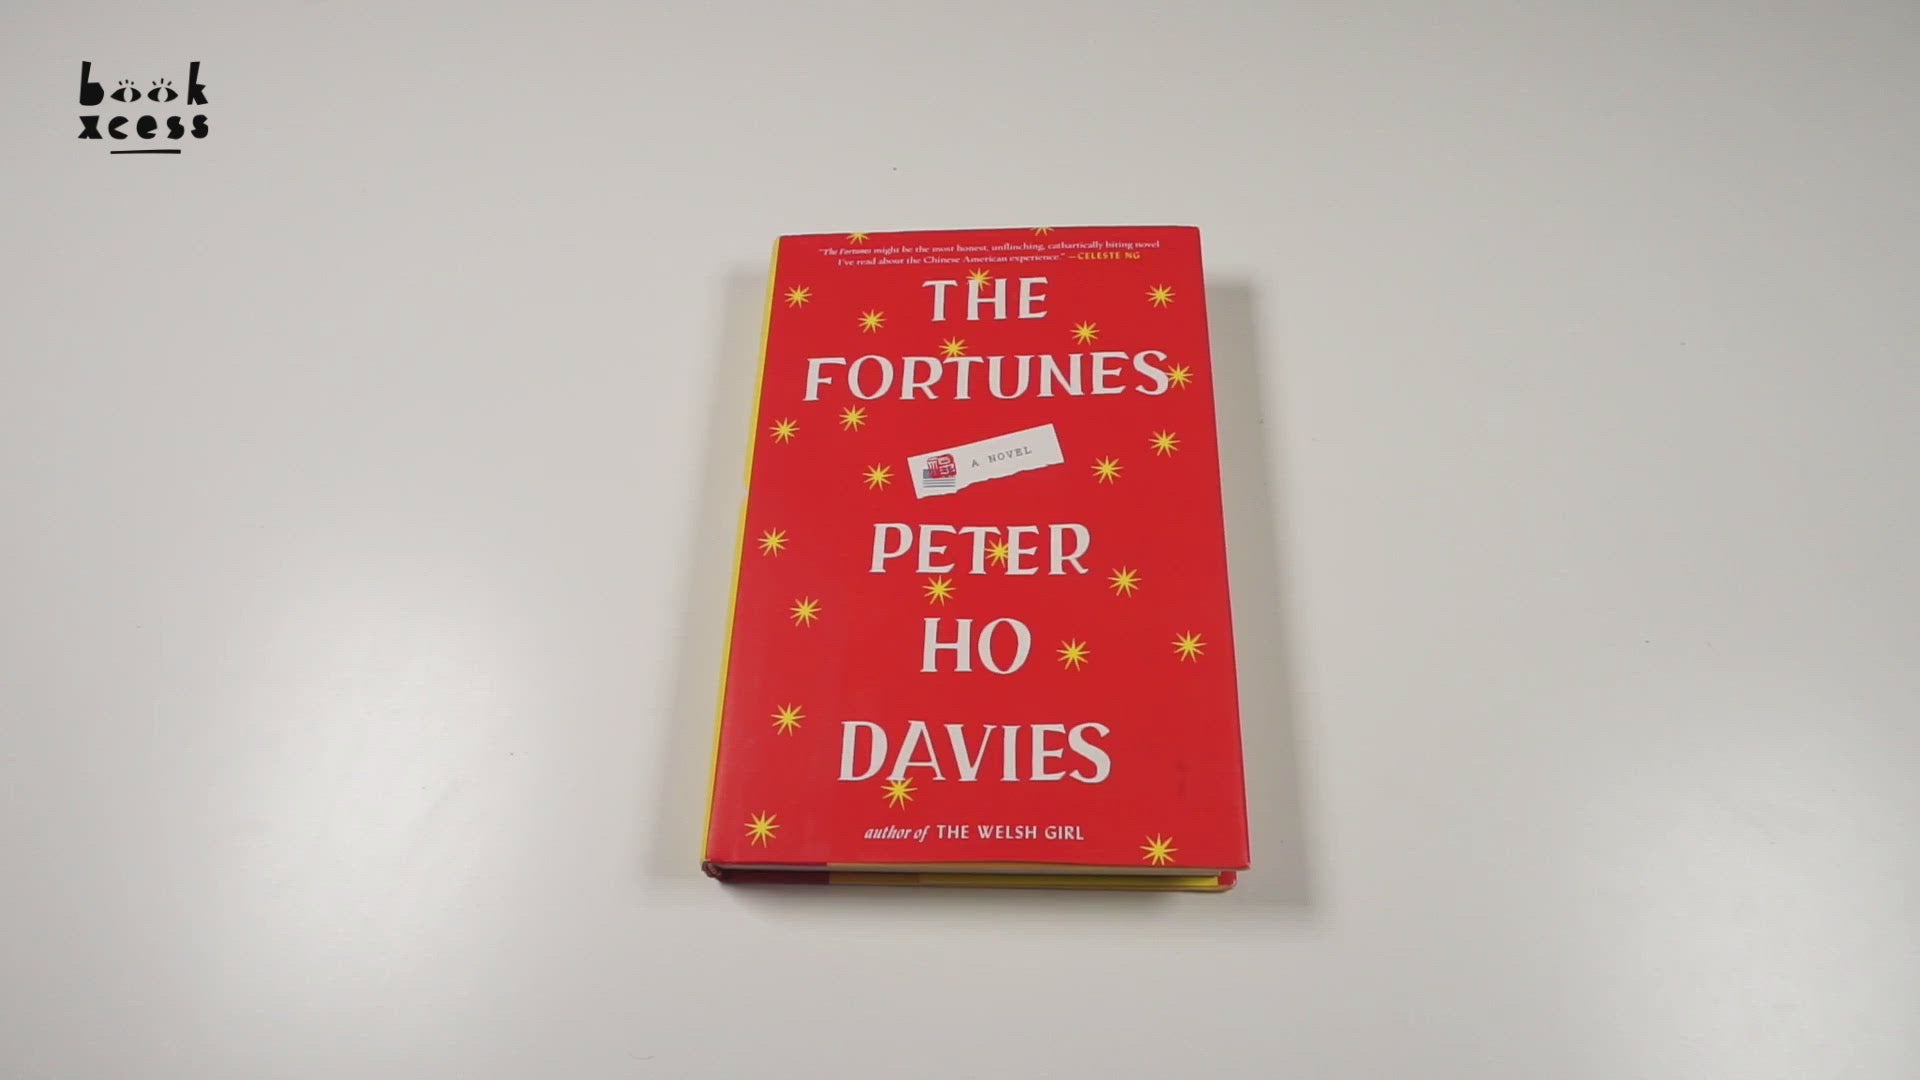 book
xcess
"The Fortunes might be the most honest, unflinching, cathartically biting novel
I've read about the Chinese American experience." —CELESTE NG
THE
FORTUNES
A NOVEL
PETER
HO
DAVIES
author of THE WELSH GIRL